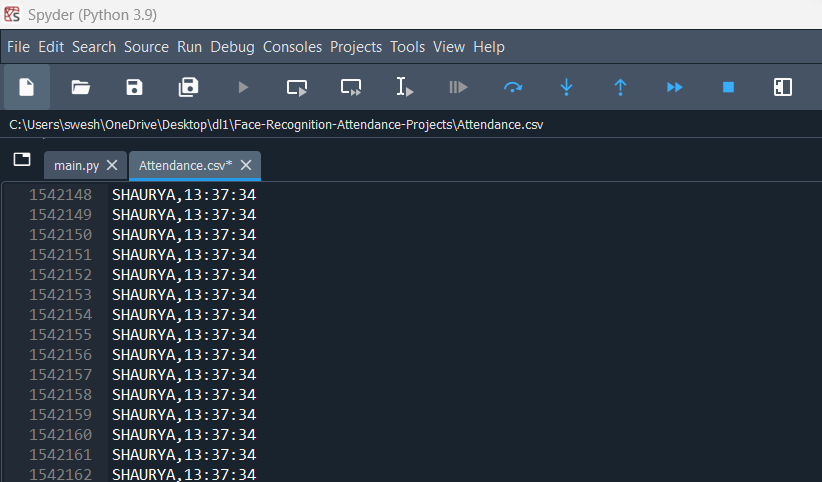 Spyder (Python 3.9)
File Edit Search Source Run Debug Consoles Projects Tools View Help
C:\Users\swesh\OneDrive\Desktop\dl1\Face-Recognition-Attendance-Projects\Attendance.csv
main.py Attendance.csv*
1542148 SHAURYA,13:37:34
1542149 SHAURYA,13:37:34
1542150 SHAURYA,13:37:34
1542151 SHAURYA,13:37:34
1542152 SHAURYA,13:37:34
1542153 SHAURYA,13:37:34
1542154 SHAURYA,13:37:34
1542155 SHAURYA,13:37:34
1542156 SHAURYA,13:37:34
1542157 SHAURYA,13:37:34
1542158 SHAURYA,13:37:34
1542159 SHAURYA,13:37:34
1542160 SHAURYA,13:37:34
1542161 SHAURYA,13:37:34
1542162 SHAURYA,13:37:34